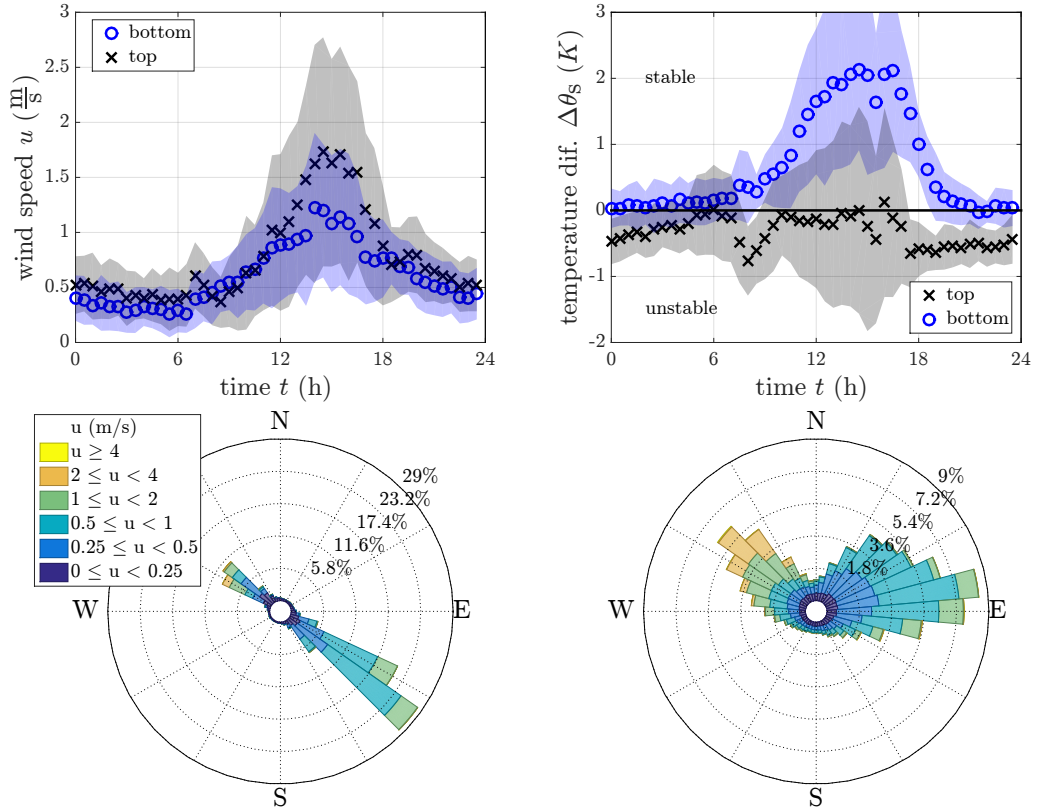 3
2.5
2
1.5
1
0.5
0
bottom
top
wind speed u (m/s)
0 6 12 18 24
time t (h)
3
2
1
0
-1
-2
stable
unstable
top
bottom
temperature dif. Δθs (K)
0 6 12 18 24
time t (h)
u (m/s)
u ≥ 4
2 ≤ u < 4
1 ≤ u < 2
0.5 ≤ u < 1
0.25 ≤ u < 0.5
0 ≤ u < 0.25
N
29%
23.2%
17.4%
11.6%
5.8%
W
E
S
N
9%
7.2%
5.4%
3.6%
1.8%
W
E
S